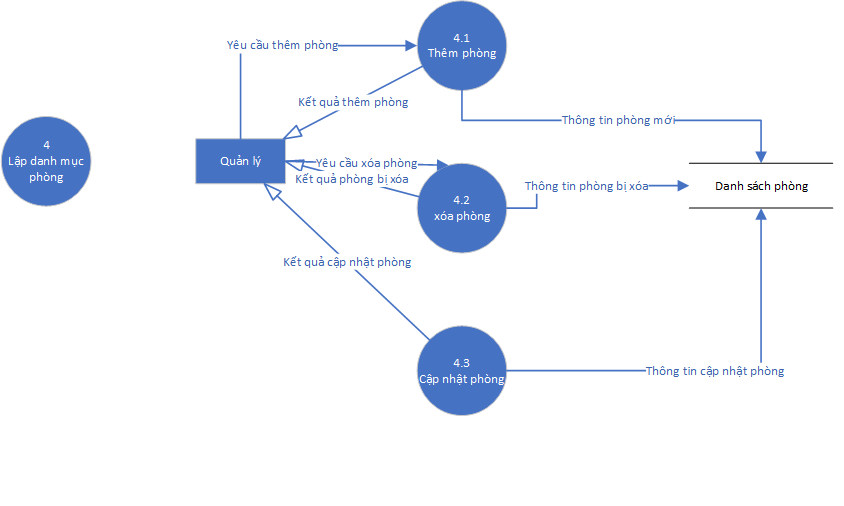 4.1
Thêm phòng
Yêu cầu thêm phòng
Kết quả thêm phòng
Thông tin phòng mới
4
Lập danh mục
phòng
Quản lý
Yêu cầu xóa phòng
Kết quả phòng bị xóa
4.2
xóa phòng
Thông tin phòng bị xóa
Danh sách phòng
Kết quả cập nhật phòng
4.3
Cập nhật phòng
Thông tin cập nhật phòng